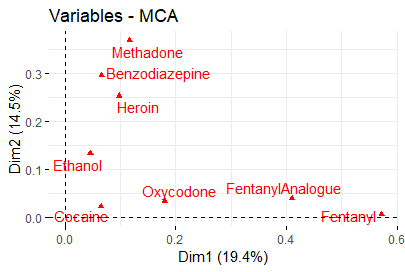 Variables - MCA
Methadone
Benzodiazepine
Heroin
Ethanol
Oxycodone
FentanylAnalogue
Cocaine
Fentanyl
0.3
0.2
0.1
0.0
0.0
0.2
0.4
0.6
Dim2 (14.5%)
Dim1 (19.4%)